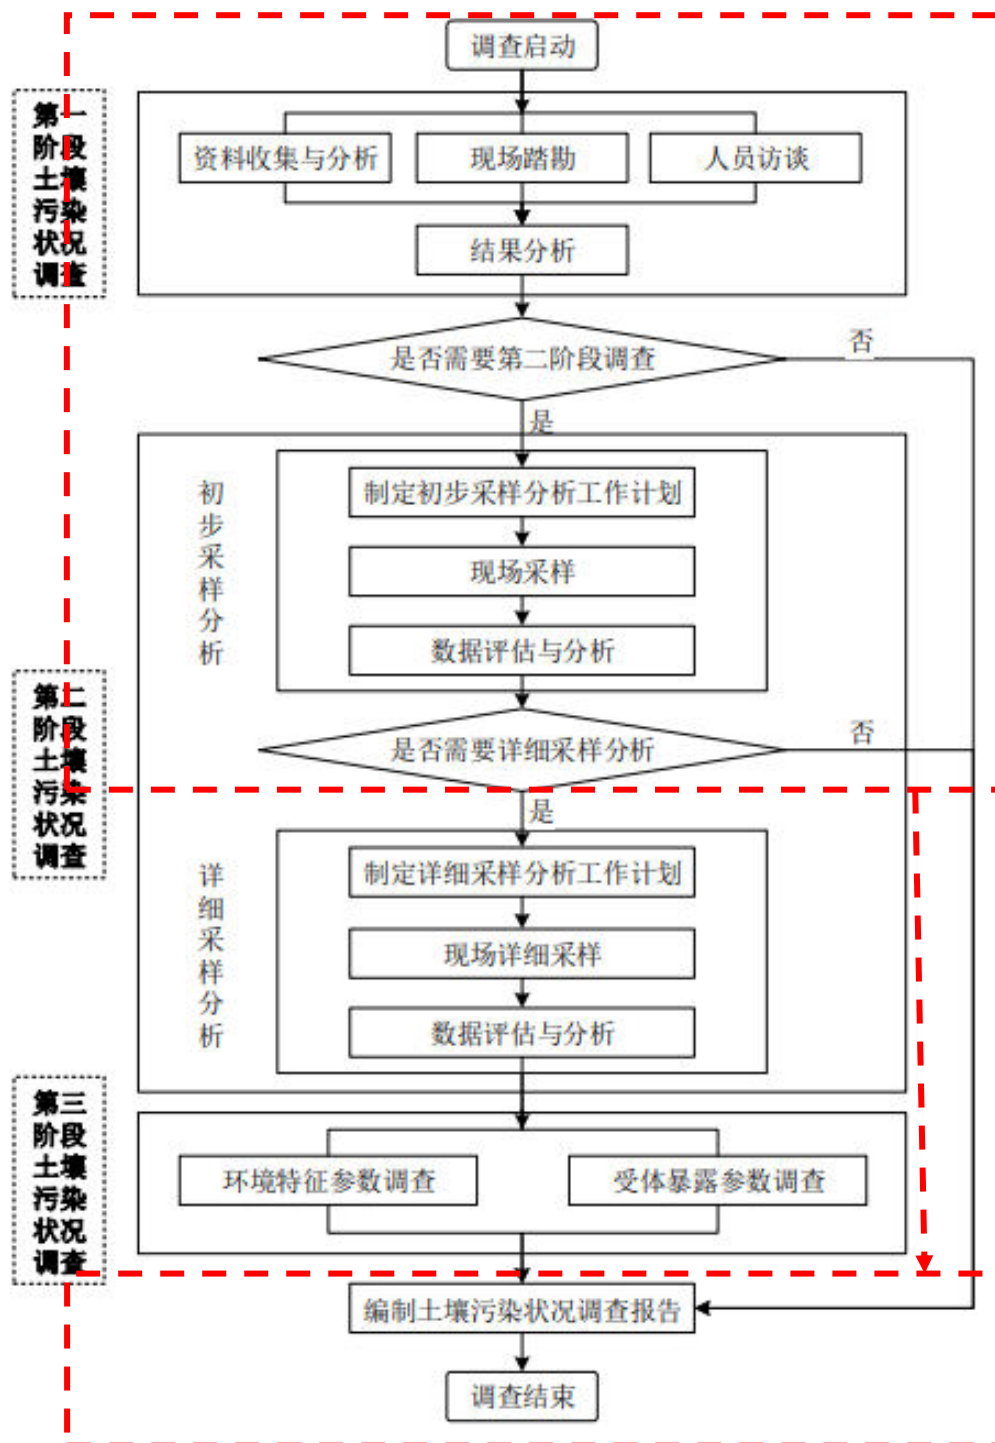 调查启动
第一
阶段
土壤
污染
状况
调查
资料收集与分析
现场踏勘
人员访谈
结果分析
是否需要第二阶段调查
否
是
初
步
采
样
分
析
制定初步采样分析工作计划
现场采样
数据评估与分析
第二
阶段
土壤
污染
状况
调查
是否需要详细采样分析
否
是
详
细
采
样
分
析
制定详细采样分析工作计划
现场详细采样
数据评估与分析
第三
阶段
土壤
污染
状况
调查
环境特征参数调查
受体暴露参数调查
编制土壤污染状况调查报告
调查结束